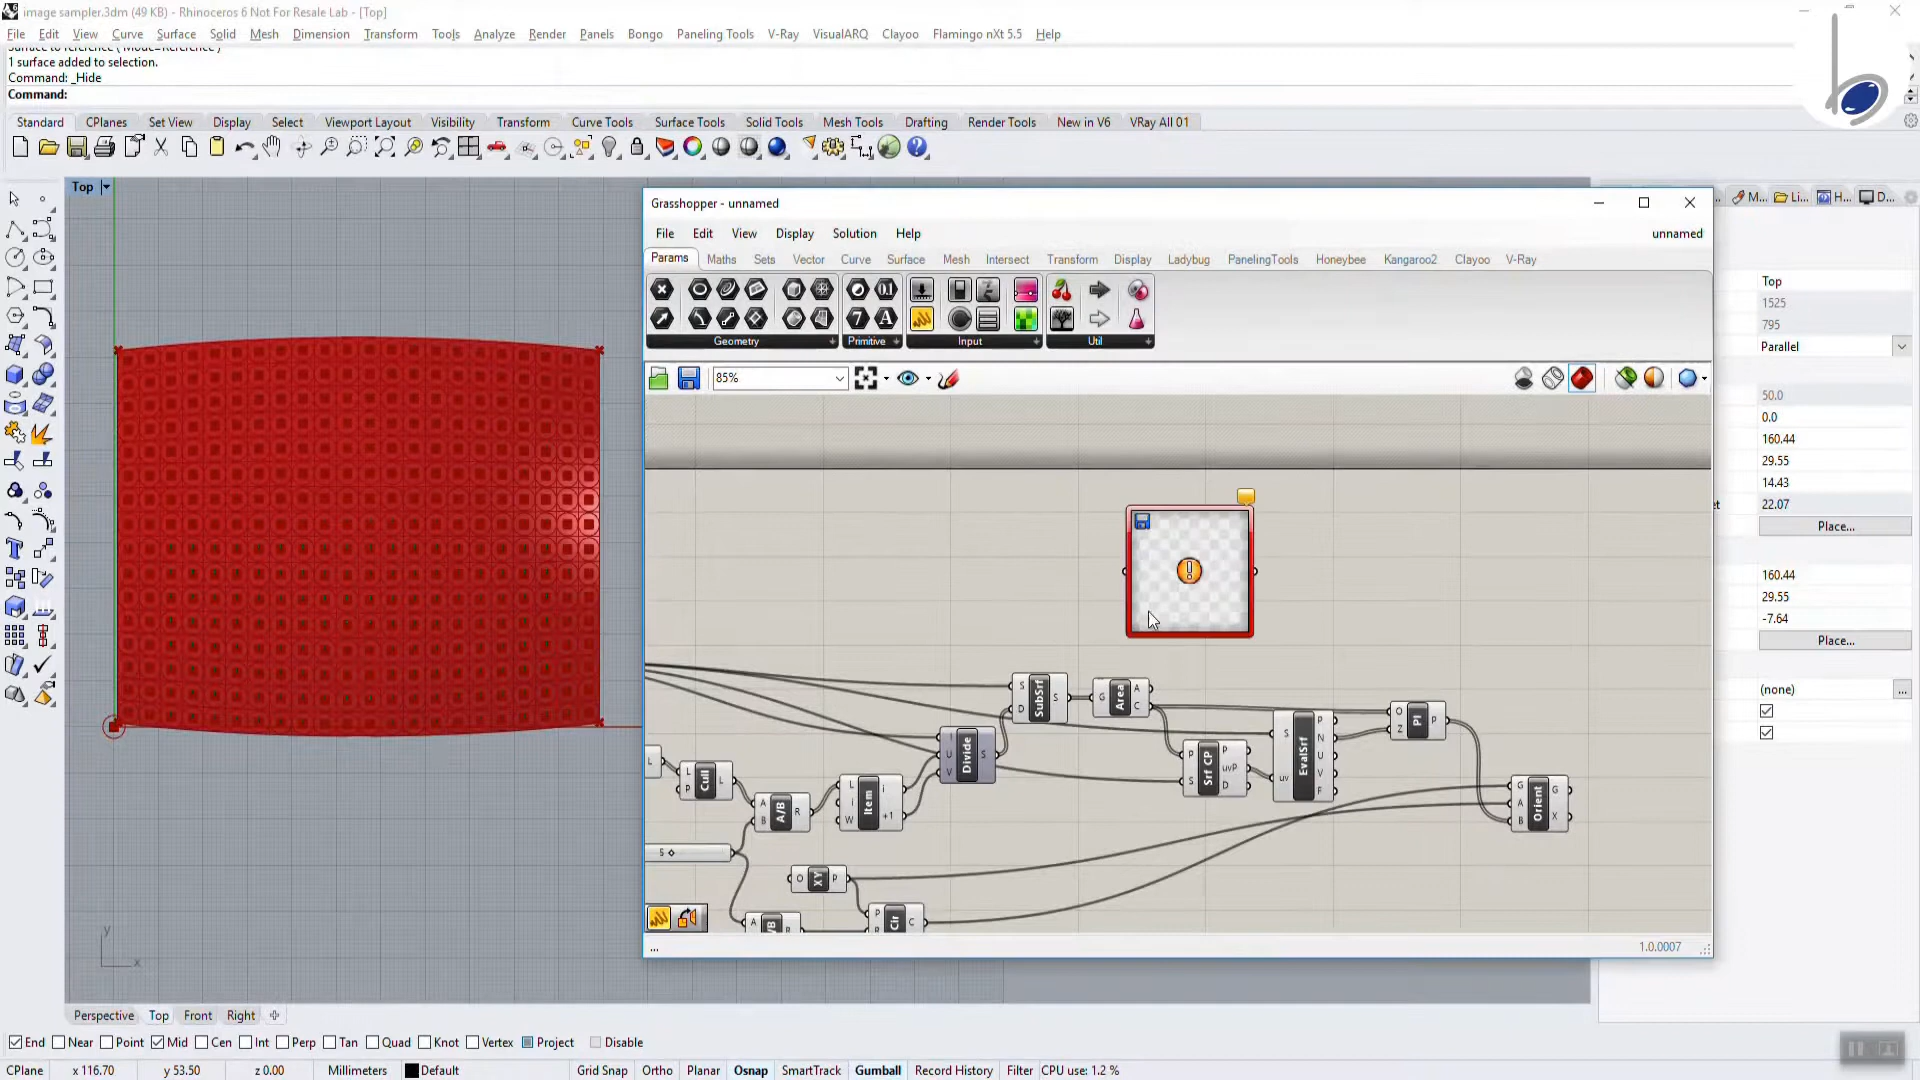 image sampler.3dm (49 KB) - Rhinoceros 6 Not For Resale Lab - [Top]
File Edit View Curve Surface Solid Mesh Dimension Transform Tools Analyze Render Panels Bongo Paneling Tools V-Ray VisualARQ Clayoo Flamingo nXt 5.5 Help
1 surface added to selection.
Command: _Hide
Command:
Standard CPlanes Set View Display Select Viewport Layout Visibility Transform Curve Tools Surface Tools Solid Tools Mesh Tools Drafting Render Tools New in V6 VRay All 01
Top
M... Li... H... D...
Grasshopper - unnamed
File Edit View Display Solution Help unnamed
Params Maths Sets Vector Curve Surface Mesh Intersect Transform Display Ladybug PanelingTools Honeybee Kangaroo2 Clayoo V-Ray
Geometry Primitive Input Util
85%
Top
1525
795
Parallel
50.0
0.0
160.44
29.55
14.43
22.07
Place...
160.44
29.55
-7.64
Place...
(none) ...
S D SubSrf S
G Area A C
I U V Divide S
P S Srf CP P uvP D
S uv EvalSrf P N U V F
O Z Pl P
G A B Orient G X
L
L P Cull L
A B A/B R
L i W Item i +1
5
O XY P
P Cir C
A
...
1.0.0007
y
x
Perspective Top Front Right
End Near Point Mid Cen Int Perp Tan Quad Knot Vertex Project Disable
CPlane x 116.70 y 53.50 z 0.00 Millimeters Default Grid Snap Ortho Planar Osnap SmartTrack Gumball Record History Filter CPU use: 1.2 %